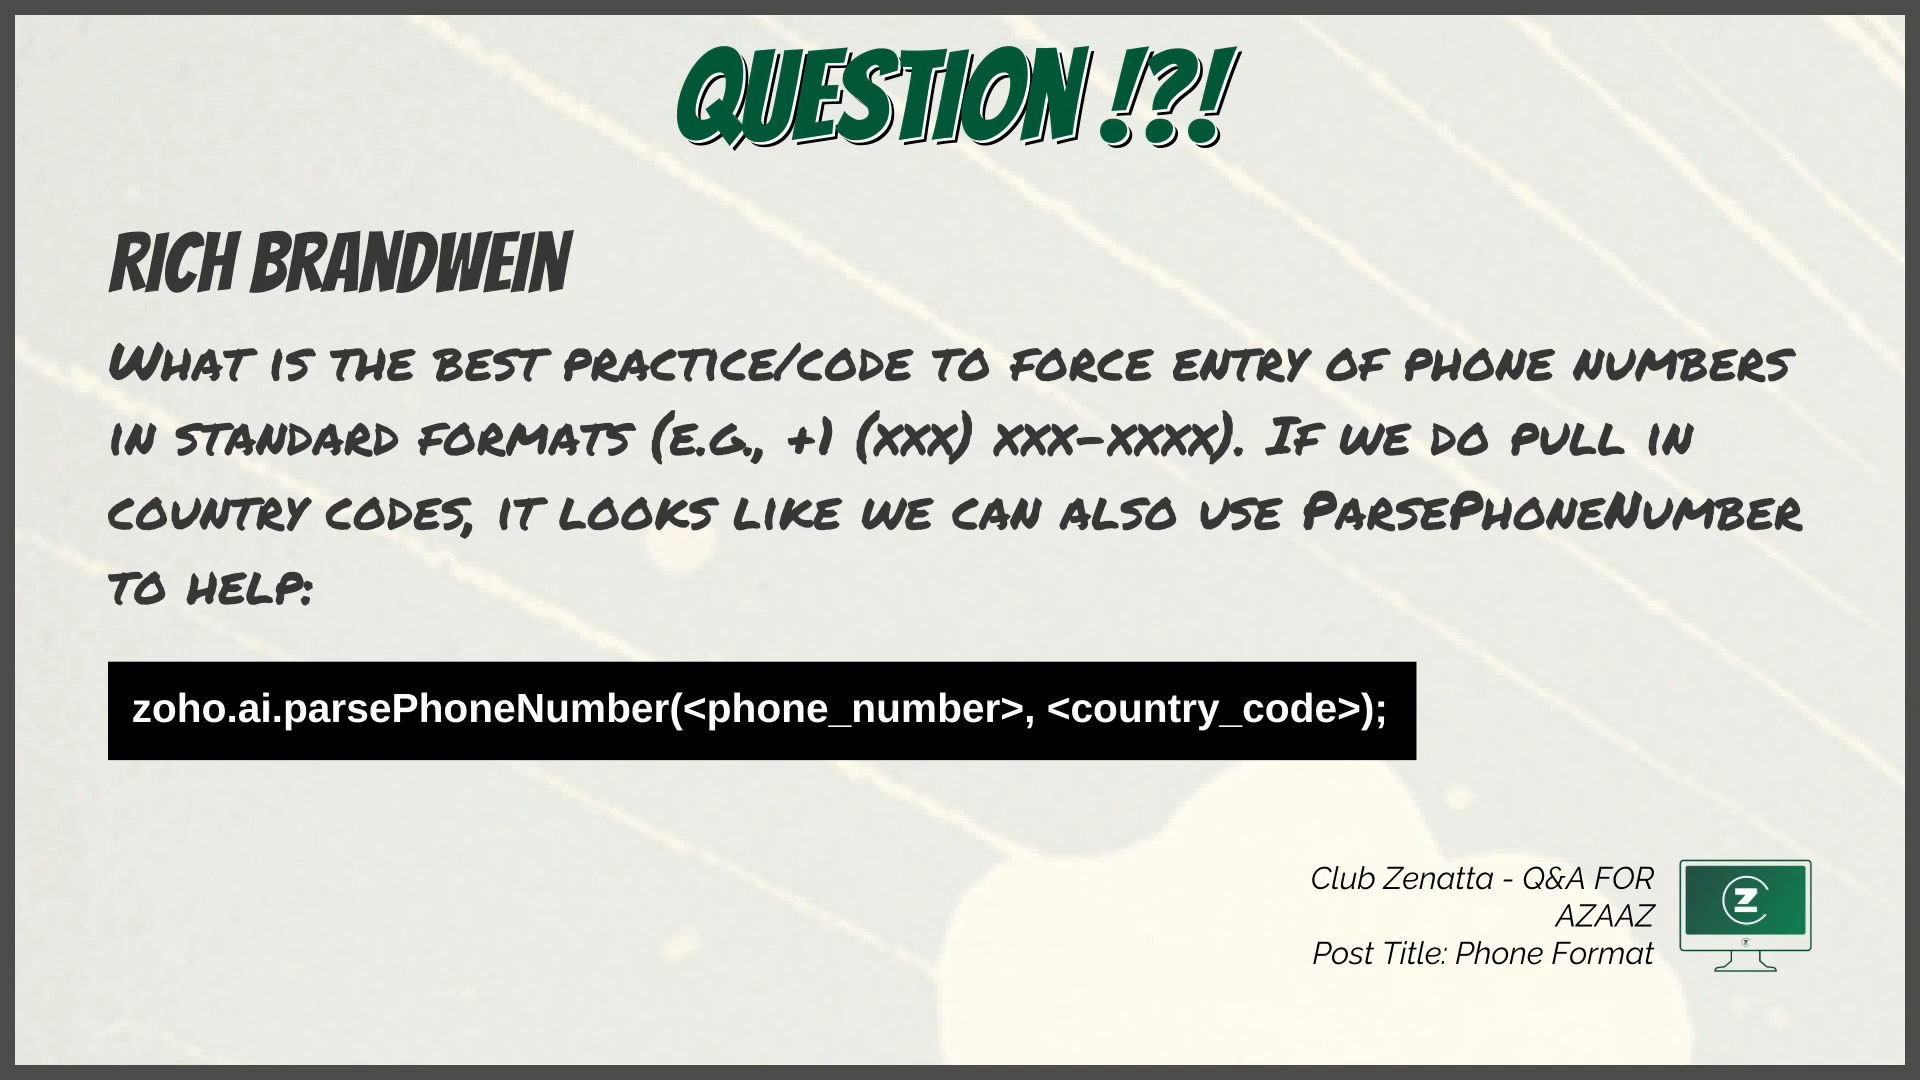 QUESTION !?!
RICH BRANDWEIN
WHAT IS THE BEST PRACTICE/CODE TO FORCE ENTRY OF PHONE NUMBERS
IN STANDARD FORMATS (E.G., +1 (XXX) XXX-XXXX). IF WE DO PULL IN
COUNTRY CODES, IT LOOKS LIKE WE CAN ALSO USE PARSEPHONENUMBER
TO HELP:
zoho.ai.parsePhoneNumber(<phone_number>, <country_code>);
Club Zenatta - Q&A FOR
AZAAZ
Post Title: Phone Format
Z